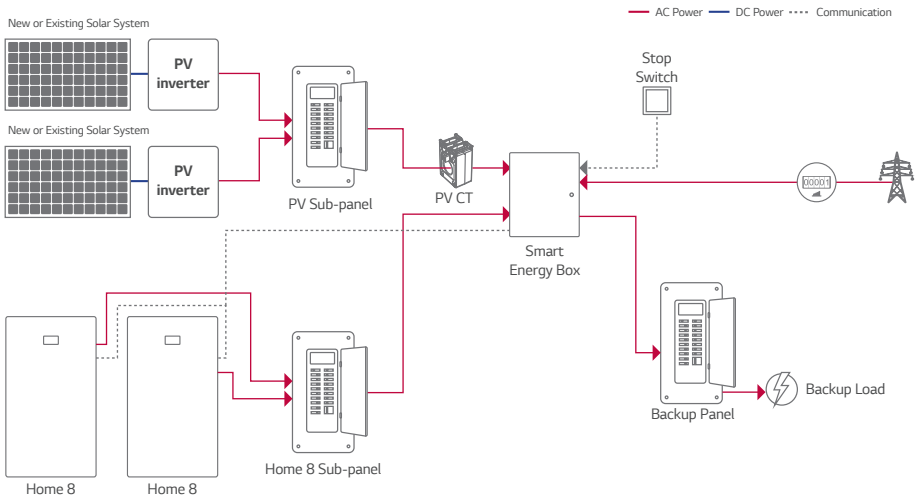 AC Power
DC Power
Communication
New or Existing Solar System
PV
inverter
Stop
Switch
New or Existing Solar System
PV
inverter
00001
PV Sub-panel
PV CT
Smart
Energy Box
Backup Load
Backup Panel
Home 8 Sub-panel
Home 8
Home 8